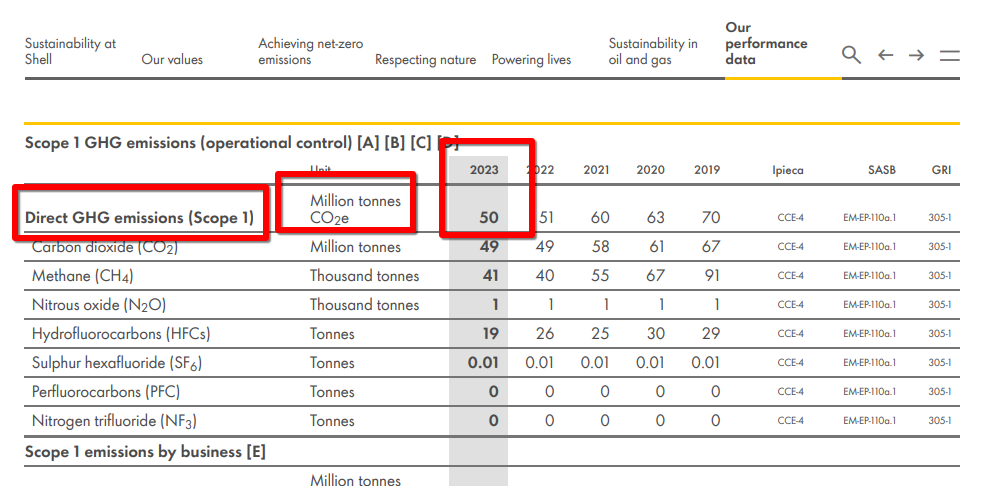 Sustainability at Shell
Our values
Achieving net-zero emissions
Respecting nature
Powering lives
Sustainability in oil and gas
Our performance data
Scope 1 GHG emissions (operational control) [A] [B] [C] [D]
Unit 2023 2022 2021 2020 2019 Ipieca SASB GRI
Direct GHG emissions (Scope 1) Million tonnes CO2e 50 51 60 63 70 CCE-4 EM-EP-110a.1 305-1
Carbon dioxide (CO2) Million tonnes 49 49 58 61 67 CCE-4 EM-EP-110a.1 305-1
Methane (CH4) Thousand tonnes 41 40 55 67 91 CCE-4 EM-EP-110a.1 305-1
Nitrous oxide (N2O) Thousand tonnes 1 1 1 1 1 CCE-4 EM-EP-110a.1 305-1
Hydrofluorocarbons (HFCs) Tonnes 19 26 25 30 29 CCE-4 EM-EP-110a.1 305-1
Sulphur hexafluoride (SF6) Tonnes 0.01 0.01 0.01 0.01 0.01 CCE-4 EM-EP-110a.1 305-1
Perfluorocarbons (PFC) Tonnes 0 0 0 0 0 CCE-4 EM-EP-110a.1 305-1
Nitrogen trifluoride (NF3) Tonnes 0 0 0 0 0 CCE-4 EM-EP-110a.1 305-1
Scope 1 emissions by business [E]
Million tonnes